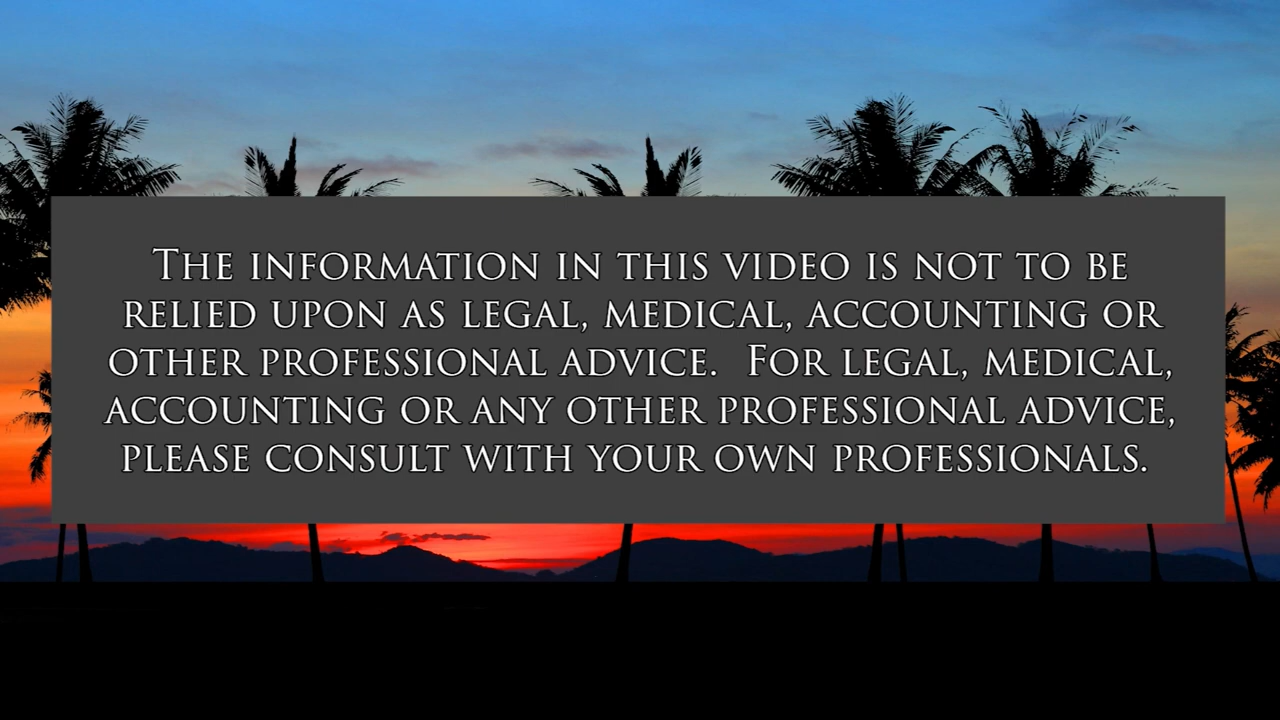 The information in this video is not to be
relied upon as legal, medical, accounting or
other professional advice.  For legal, medical,
accounting or any other professional advice,
please consult with your own professionals.